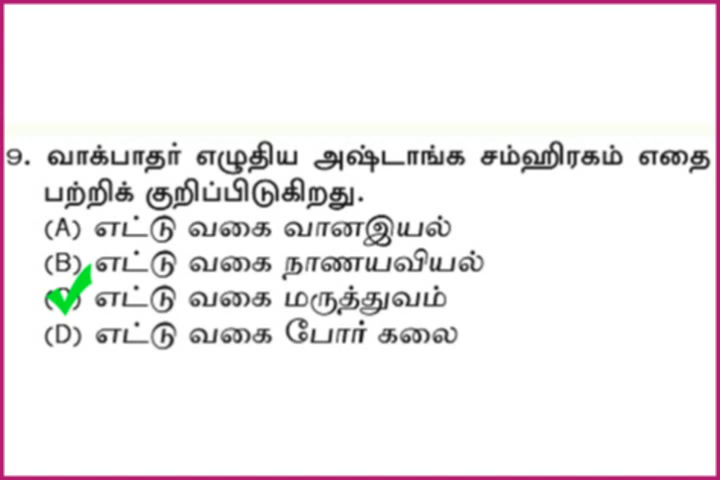 9. வாக்பாதர் எழுதிய அஷ்டாங்க சம்ஹிரகம் எதை
பற்றிக் குறிப்பிடுகிறது.
(A) எட்டு வகை வானஇயல்
(B) எட்டு வகை நாணயவியல்
எட்டு வகை மருத்துவம்
(D) எட்டு வகை போர் கலை